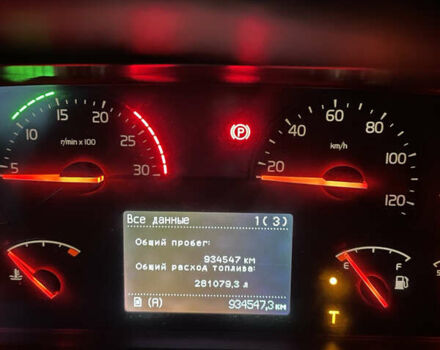 5 10 15 20 25 30
r/min x 100
P
20 40 60 80 100 120
km/h
Все данные 1(3)
Общий пробег:
934547 км
Общий расход топлива:
281079,3 л
(A) 934547,3км
E F
T